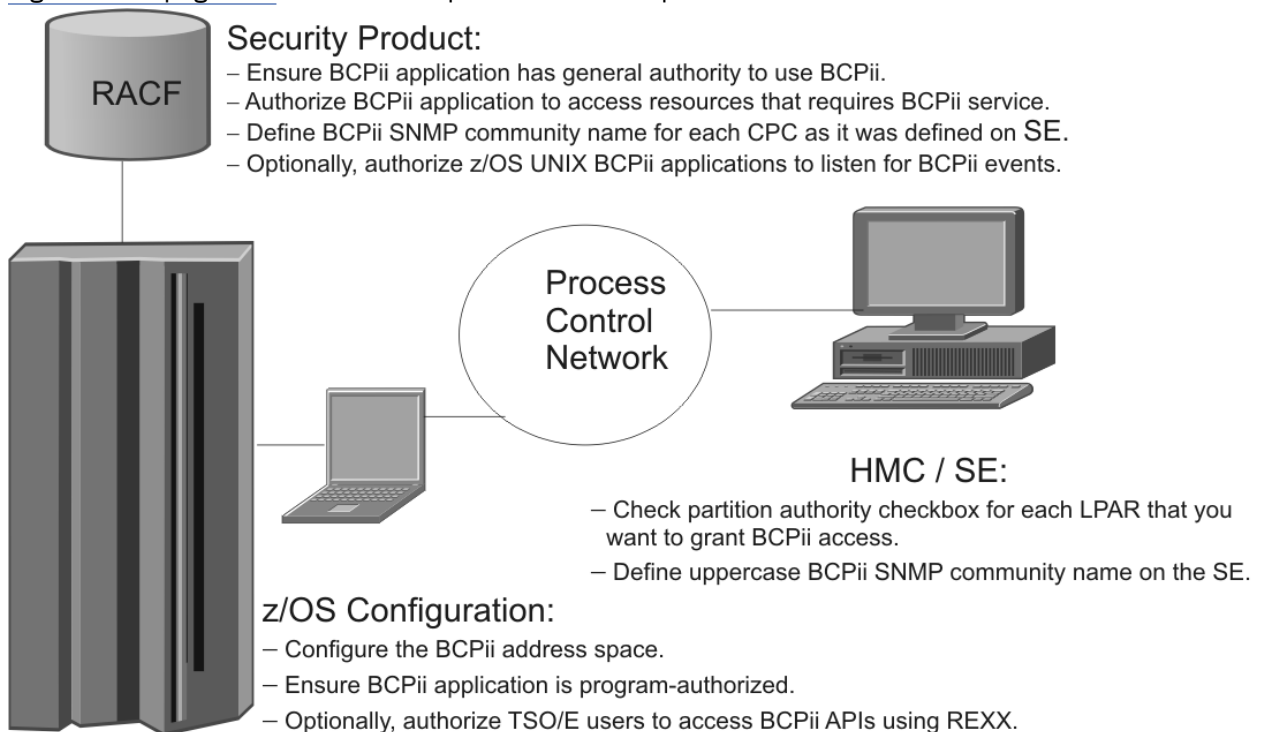 RACF
Security Product:
– Ensure BCPii application has general authority to use BCPii.
– Authorize BCPii application to access resources that requires BCPii service.
– Define BCPii SNMP community name for each CPC as it was defined on SE.
– Optionally, authorize z/OS UNIX BCPii applications to listen for BCPii events.
Process
Control
Network
HMC / SE:
– Check partition authority checkbox for each LPAR that you
want to grant BCPii access.
– Define uppercase BCPii SNMP community name on the SE.
z/OS Configuration:
– Configure the BCPii address space.
– Ensure BCPii application is program-authorized.
– Optionally, authorize TSO/E users to access BCPii APIs using REXX.